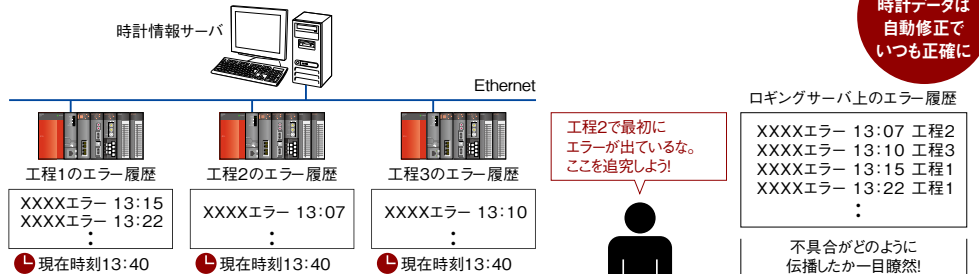 時計情報サーバ
Ethernet
工程1のエラー履歴
XXXXエラー 13:15
XXXXエラー 13:22
:
現在時刻13:40
工程2のエラー履歴
XXXXエラー 13:07
:
現在時刻13:40
工程3のエラー履歴
XXXXエラー 13:10
:
現在時刻13:40
工程2で最初に
エラーが出ているな。
ここを追究しよう!
時計データは
自動修正で
いつも正確に
ロギングサーバ上のエラー履歴
XXXXエラー 13:07 工程2
XXXXエラー 13:10 工程3
XXXXエラー 13:15 工程1
XXXXエラー 13:22 工程1
:
不具合がどのように
伝播したか一目瞭然!